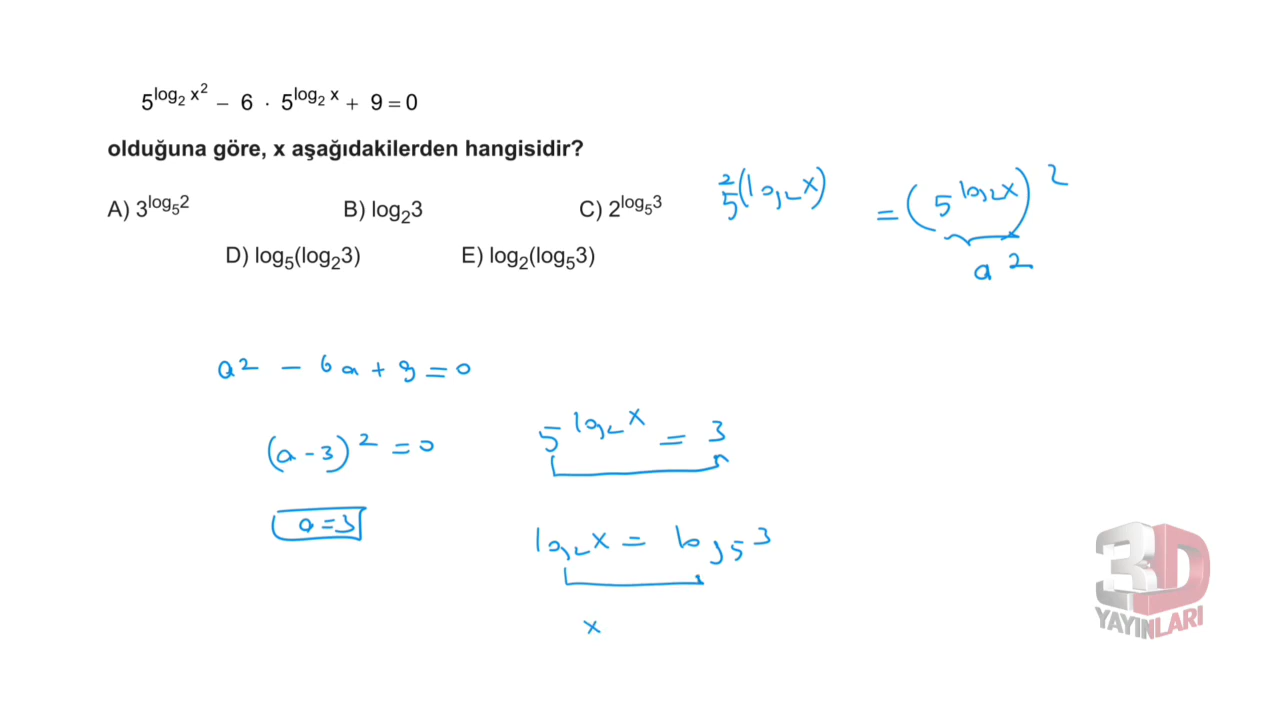 5^{log₂ x²} – 6 · 5^{log₂ x} + 9 = 0
olduğuna göre, x aşağıdakilerden hangisidir?
A) 3^{log₅2} B) log₂3 C) 2^{log₅3}
D) log₅(log₂3) E) log₂(log₅3)
5^{2(log₂x)} = (5^{log₂x})²
a²
a² – 6a + 9 = 0
(a – 3)² = 0
a = 3
5^{log₂x} = 3
log₂x = log₅3
x
3D
YAYINLARI